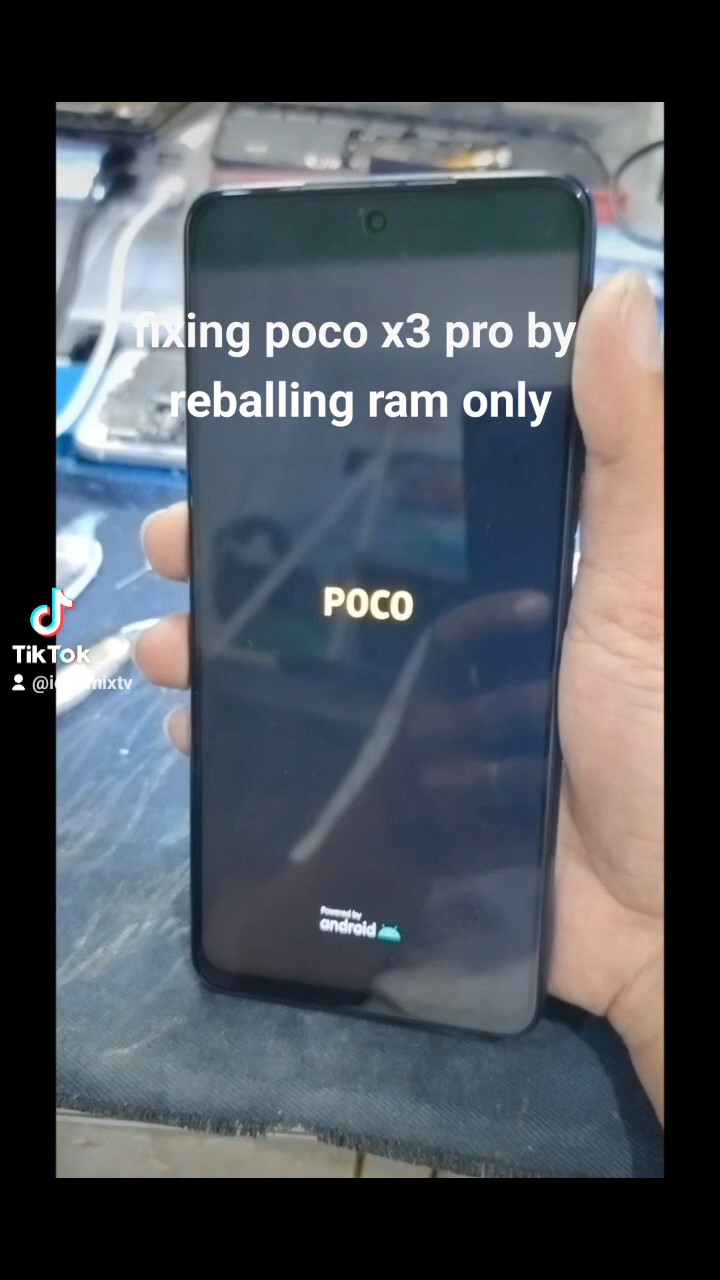 fixing poco x3 pro by
reballing ram only
POCO
TikTok
Powered by
android